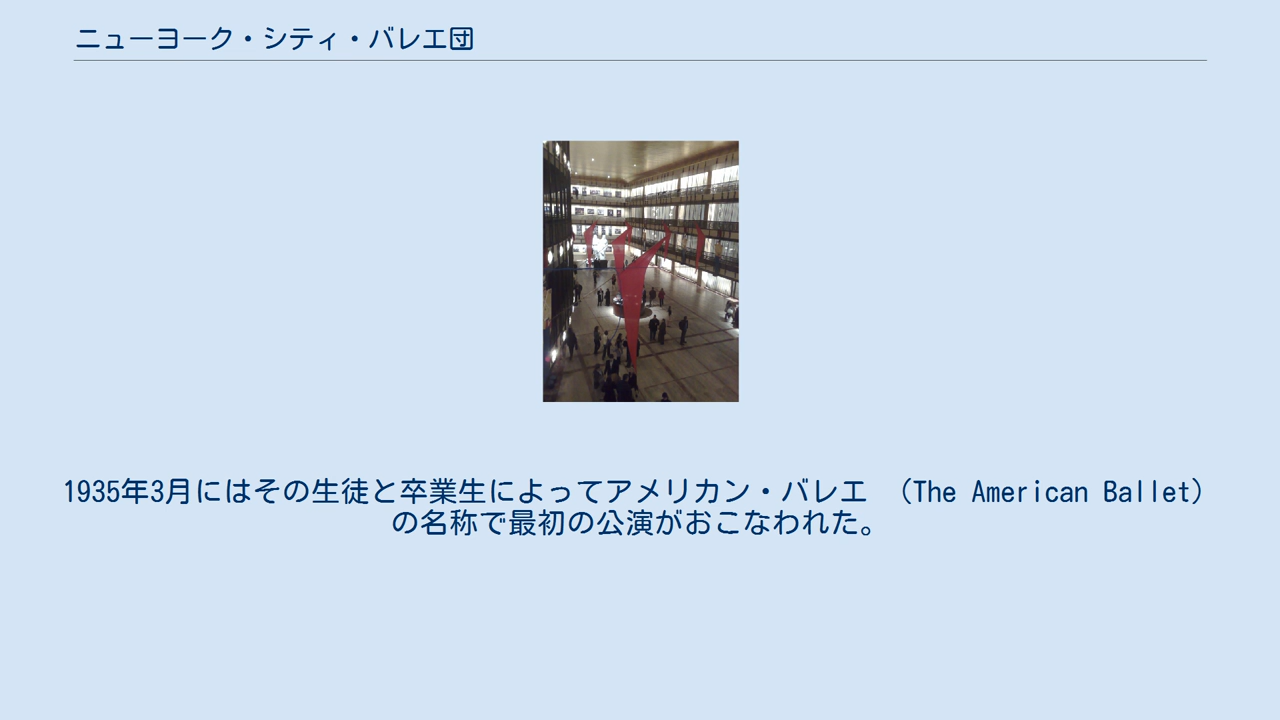 ニューヨーク・シティ・バレエ団
1935年3月にはその生徒と卒業生によってアメリカン・バレエ （The American Ballet）
の名称で最初の公演がおこなわれた。